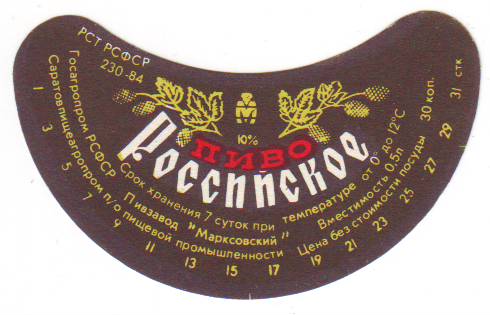 РСТ РСФСР
230-84
10%
ПИВО
Российское
Срок хранения 7 суток при температуре от 0° до 12°С
Госагропром РСФСР Пивзавод „Марксовский" Вместимость 0,5л
Саратовпищеагропром п/о пищевой промышленности Цена без стоимости посуды 30 коп.
1 3 5 7 9 11 13 15 17 19 21 23 25 27 29 31 стк